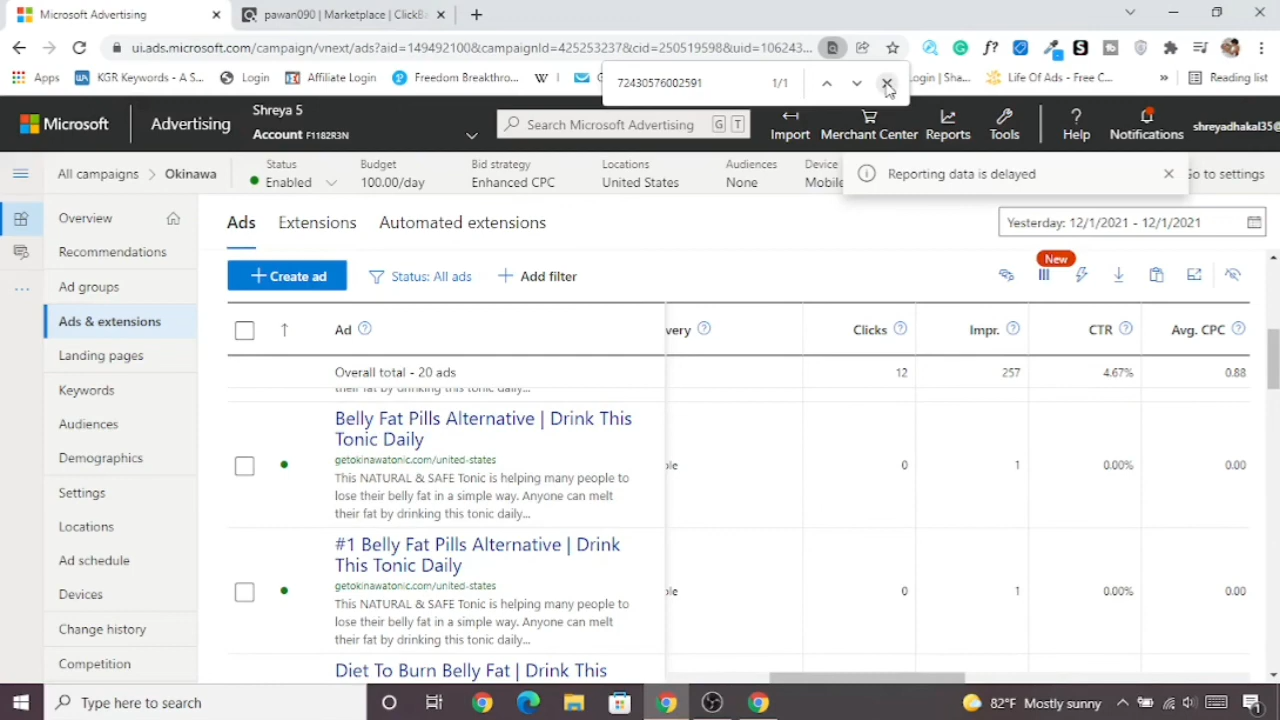 Microsoft Advertising
pawan090 | Marketplace | ClickBa
ui.ads.microsoft.com/campaign/vnext/ads?aid=149492100&campaignId=425253237&cid=250519598&uid=106243...
Apps
KGR Keywords - A S...
Login
Affiliate Login
Freedom Breakthro...
W
Login | Sha...
Life Of Ads - Free C...
»
Reading list
72430576002591
1/1
Microsoft
Advertising
Shreya 5
Account F1182R3N
Search Microsoft Advertising
G
T
Import
Merchant Center
Reports
Tools
Help
Notifications
shreyadhakal35@
All campaigns > Okinawa
Status
Enabled
Budget
100.00/day
Bid strategy
Enhanced CPC
Locations
United States
Audiences
None
Device
Mobile
Reporting data is delayed
Go to settings
Overview
Recommendations
Ad groups
Ads & extensions
Landing pages
Keywords
Audiences
Demographics
Settings
Locations
Ad schedule
Devices
Change history
Competition
Ads
Extensions
Automated extensions
Yesterday: 12/1/2021 - 12/1/2021
+ Create ad
Status: All ads
Add filter
New
Ad
very
Clicks
Impr.
CTR
Avg. CPC
Overall total - 20 ads
12
257
4.67%
0.88
their fat by drinking this tonic daily...
Belly Fat Pills Alternative | Drink This
Tonic Daily
getokinawatonic.com/united-states
This NATURAL & SAFE Tonic is helping many people to
lose their belly fat in a simple way. Anyone can melt
their fat by drinking this tonic daily...
ole
0
1
0.00%
0.00
#1 Belly Fat Pills Alternative | Drink
This Tonic Daily
getokinawatonic.com/united-states
This NATURAL & SAFE Tonic is helping many people to
lose their belly fat in a simple way. Anyone can melt
their fat by drinking this tonic daily...
ole
0
1
0.00%
0.00
Diet To Burn Belly Fat | Drink This
Type here to search
82°F Mostly sunny
1